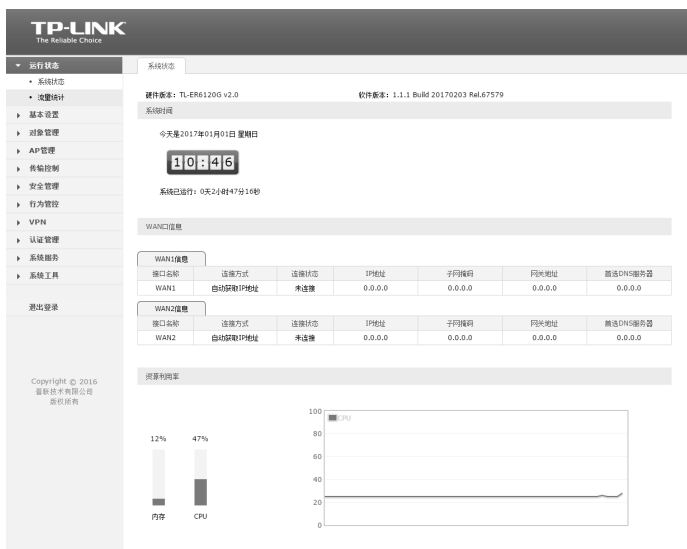 TP-LINK
The Reliable Choice
运行状态
• 系统状态
• 流量统计
基本设置
对象管理
AP管理
传输控制
安全管理
行为管控
VPN
认证管理
系统服务
系统工具
退出登录
Copyright © 2016
普联技术有限公司
版权所有
系统状态
硬件版本：TL-ER6120G v2.0 软件版本：1.1.1 Build 20170203 Rel.67579
系统时间
今天是2017年01月01日 星期日
10:46
系统已运行：0天2小时47分16秒
WAN口信息
WAN1信息
接口名称 连接方式 连接状态 IP地址 子网掩码 网关地址 首选DNS服务器
WAN1 自动获取IP地址 未连接 0.0.0.0 0.0.0.0 0.0.0.0 0.0.0.0
WAN2信息
接口名称 连接方式 连接状态 IP地址 子网掩码 网关地址 首选DNS服务器
WAN2 自动获取IP地址 未连接 0.0.0.0 0.0.0.0 0.0.0.0 0.0.0.0
资源利用率
12% 47%
内存 CPU
CPU
100
80
60
40
20
0